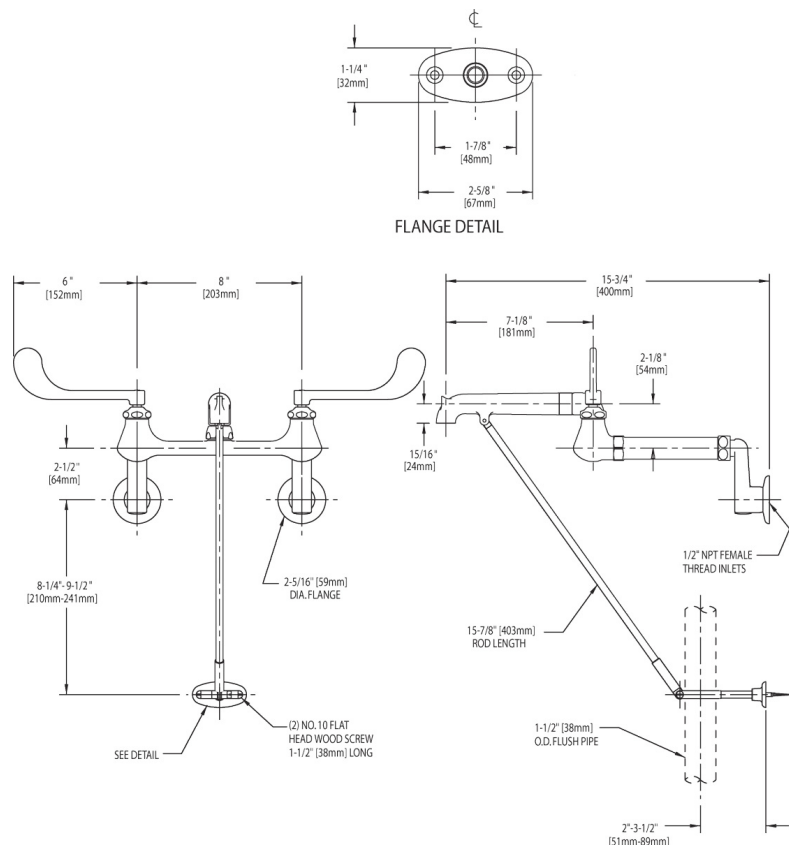 ℄
1-1/4"
[32mm]
1-7/8"
[48mm]
2-5/8"
[67mm]
FLANGE DETAIL
6"
[152mm]
8"
[203mm]
15-3/4"
[400mm]
7-1/8"
[181mm]
2-1/8"
[54mm]
2-1/2"
[64mm]
15/16"
[24mm]
1/2" NPT FEMALE
THREAD INLETS
8-1/4"-9-1/2"
[210mm-241mm]
2-5/16" [59mm]
DIA. FLANGE
15-7/8" [403mm]
ROD LENGTH
(2) NO. 10 FLAT
HEAD WOOD SCREW
1-1/2" [38mm] LONG
SEE DETAIL
1-1/2" [38mm]
O.D. FLUSH PIPE
2"-3-1/2"
[51mm-89mm]